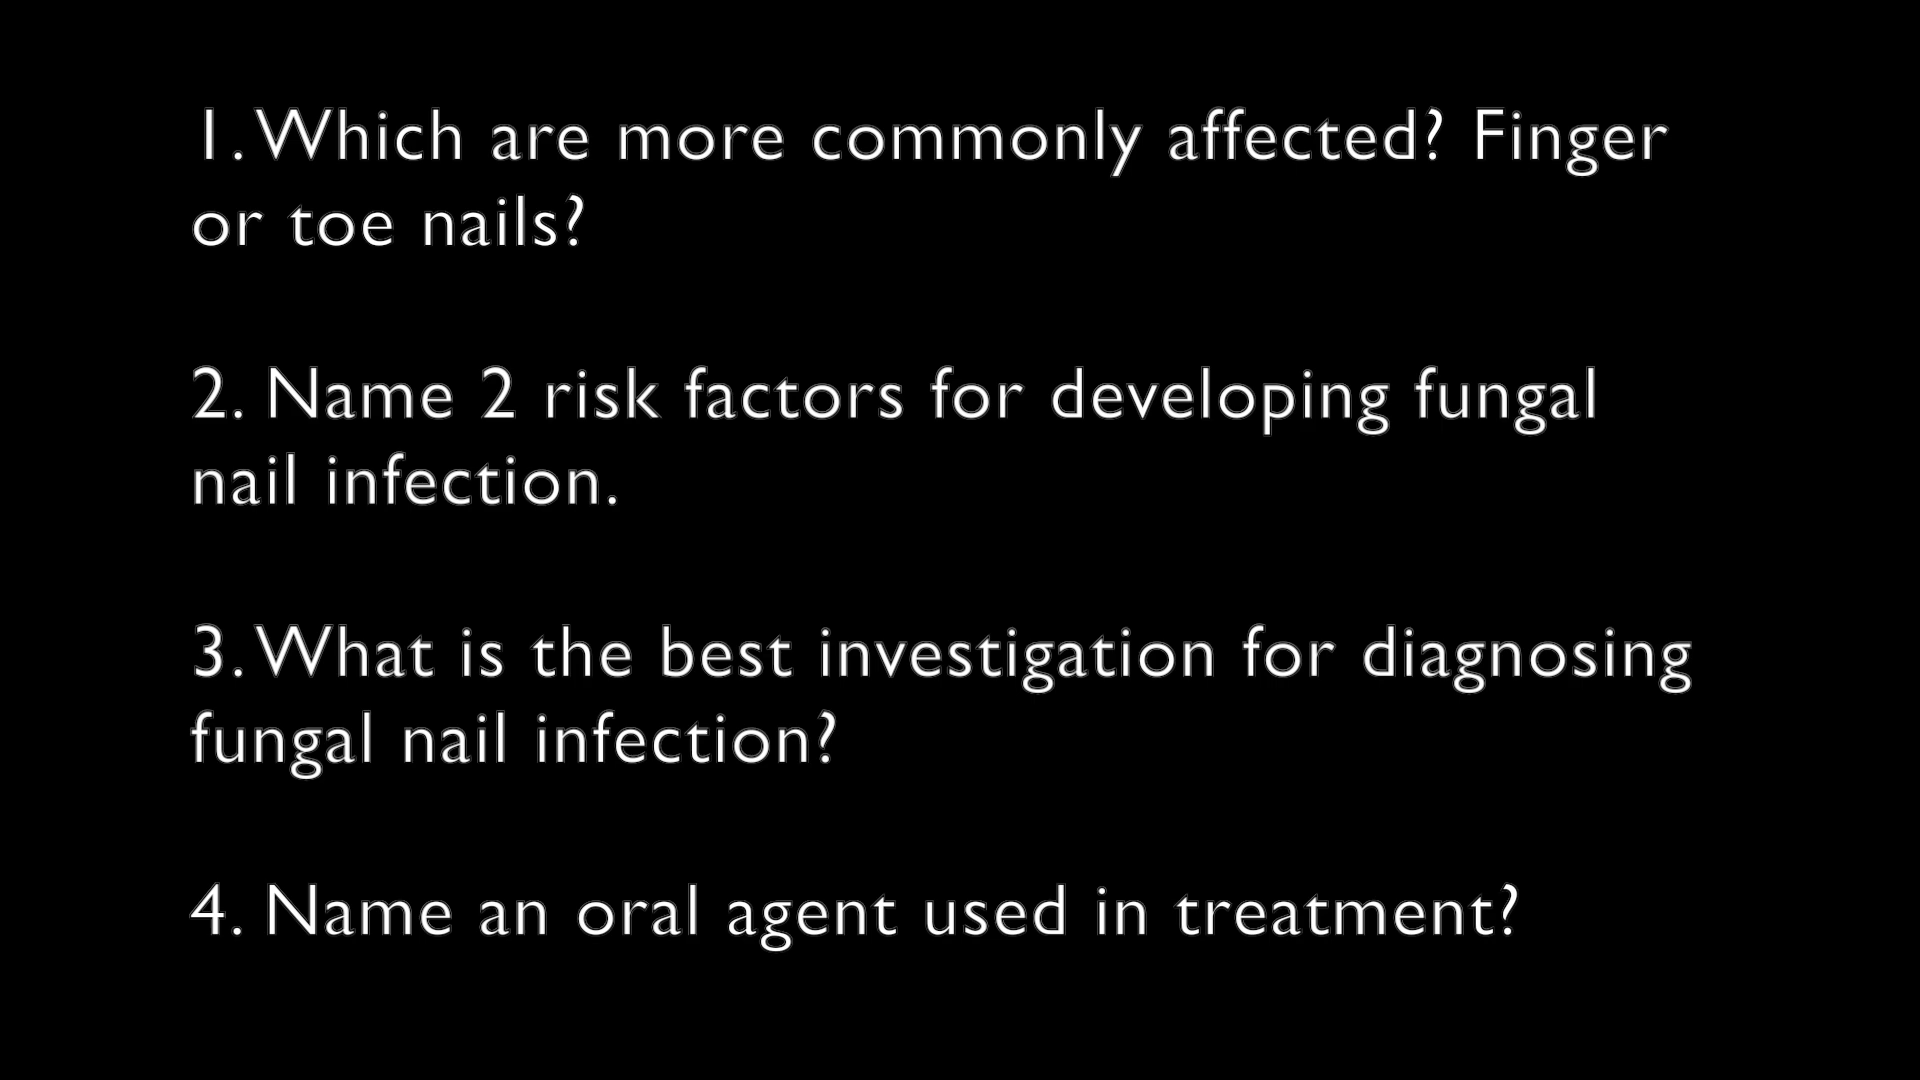 1. Which are more commonly affected? Finger
or toe nails?
2. Name 2 risk factors for developing fungal
nail infection.
3. What is the best investigation for diagnosing
fungal nail infection?
4. Name an oral agent used in treatment?